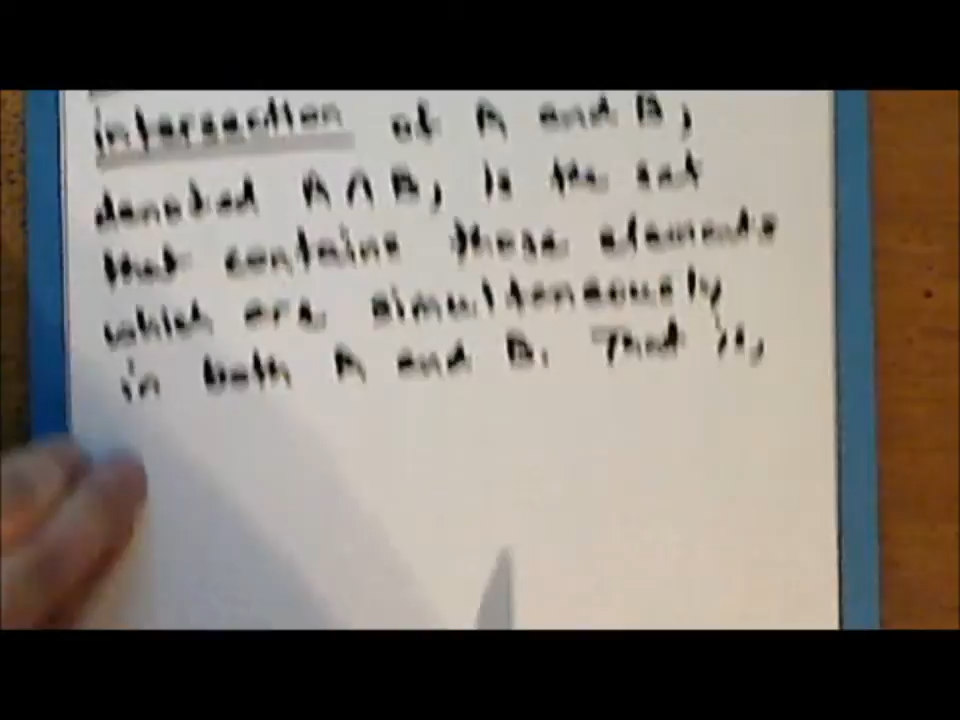 intersection of A and B,
denoted A∩B, is the set
that contains those elements
which are simultaneously
in both A and B. That is,